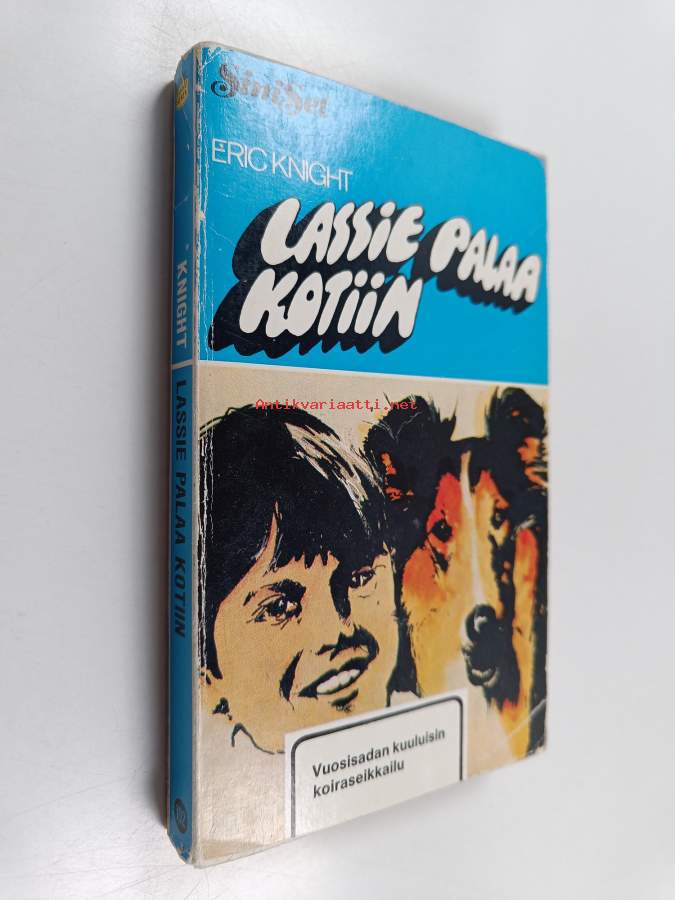 SiniSet
ERIC KNIGHT
LASSIE PALAA
KOTIIN
Antikvariaatti.net
Vuosisadan kuuluisin
koiraseikkailu
KNIGHT
LASSIE PALAA KOTIIN